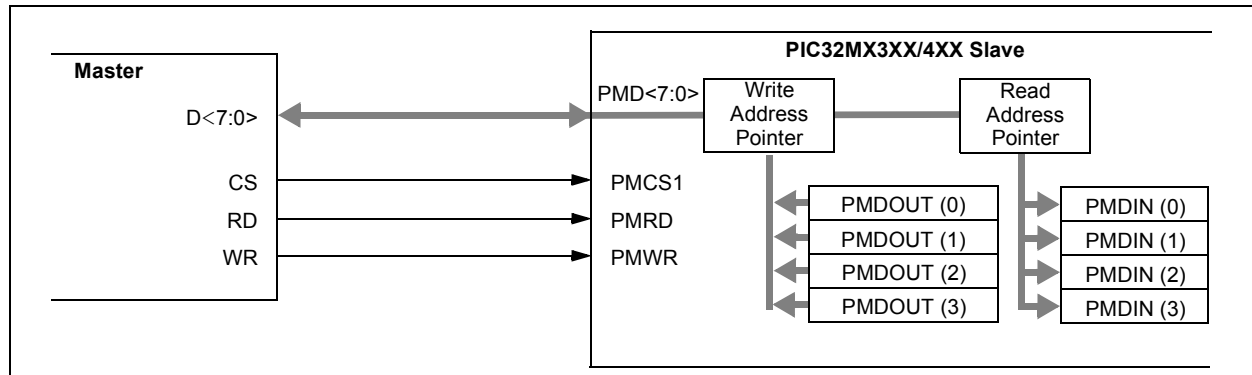 PIC32MX3XX/4XX Slave
Master
D<7:0>
PMD<7:0>
Write
Address
Pointer
Read
Address
Pointer
CS
PMCS1
RD
PMRD
WR
PMWR
PMDOUT (0)
PMDOUT (1)
PMDOUT (2)
PMDOUT (3)
PMDIN (0)
PMDIN (1)
PMDIN (2)
PMDIN (3)